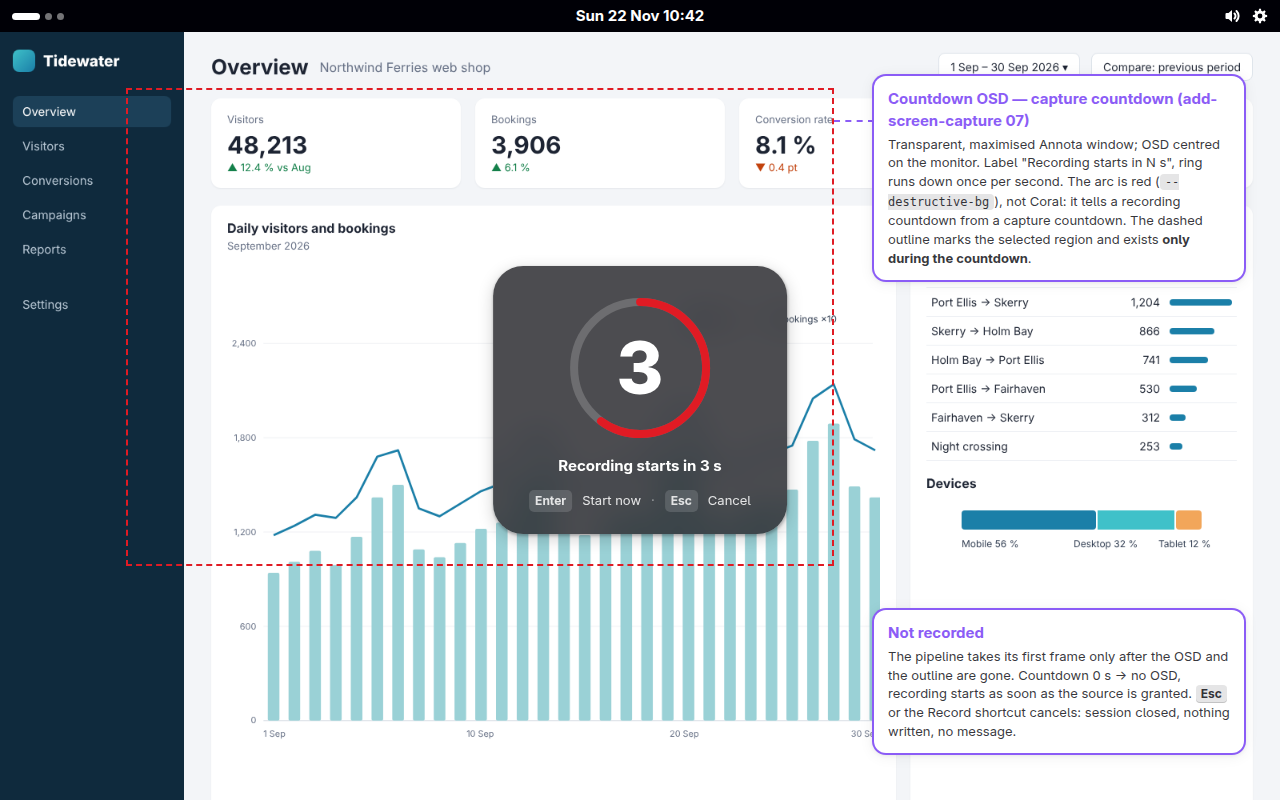 Sun 22 Nov 10:42
Tidewater
Overview
Visitors
Conversions
Campaigns
Reports
Settings
Overview
Northwind Ferries web shop
1 Sep – 30 Sep 2026 ▾
Compare: previous period
Visitors
48,213
▲ 12.4 % vs Aug
Bookings
3,906
▲ 6.1 %
Conversion rate
8.1 %
▼ 0.4 pt
Countdown OSD — capture countdown (add-
screen-capture 07)
Transparent, maximised Annota window; OSD centred
on the monitor. Label "Recording starts in N s", ring
runs down once per second. The arc is red (--
destructive-bg), not Coral: it tells a recording
countdown from a capture countdown. The dashed
outline marks the selected region and exists only
during the countdown.
Daily visitors and bookings
September 2026
ookings ×10
2,400
1,800
1,200
600
0
1 Sep
10 Sep
20 Sep
30 Se
3
Recording starts in 3 s
Enter Start now · Esc Cancel
Port Ellis → Skerry 1,204
Skerry → Holm Bay 866
Holm Bay → Port Ellis 741
Port Ellis → Fairhaven 530
Fairhaven → Skerry 312
Night crossing 253
Devices
Mobile 56 %
Desktop 32 %
Tablet 12 %
Not recorded
The pipeline takes its first frame only after the OSD and
the outline are gone. Countdown 0 s → no OSD,
recording starts as soon as the source is granted. Esc
or the Record shortcut cancels: session closed, nothing
written, no message.